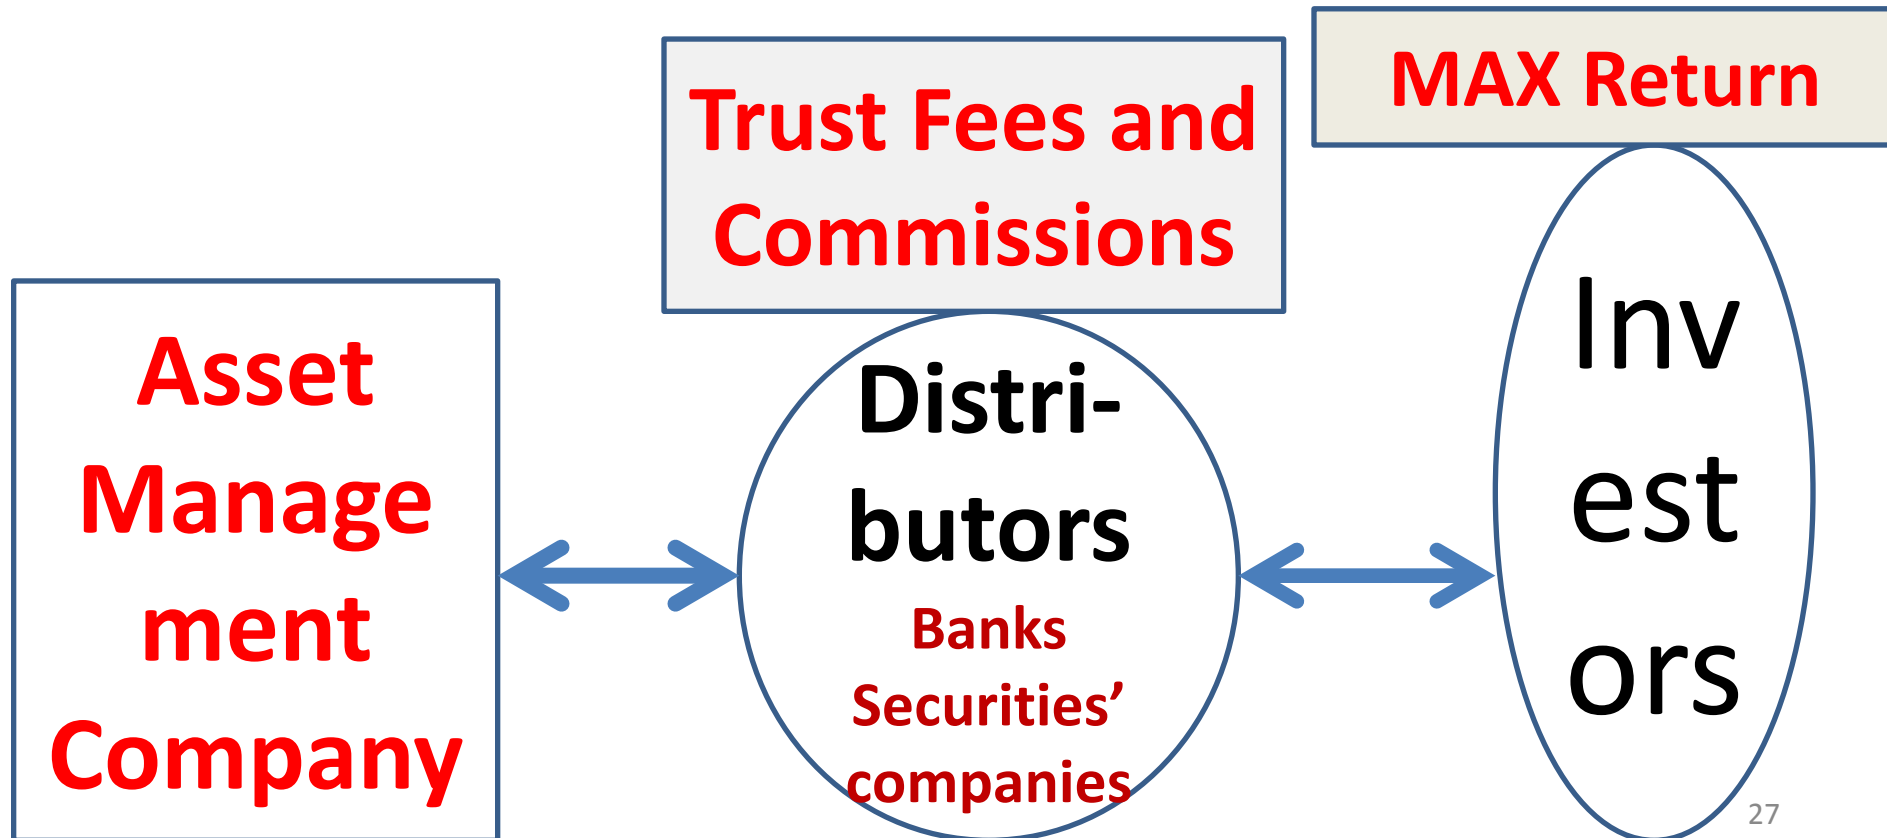 MAX Return
Trust Fees and
Commissions
Asset
Manage
ment
Company
Distri-
butors
Banks
Securities’
companies
Inv
est
ors
27